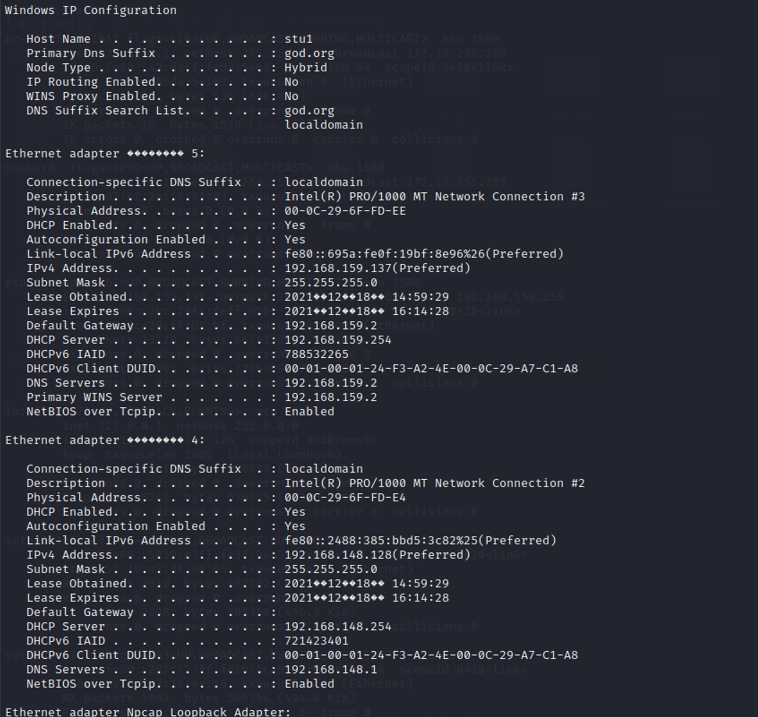 Windows IP Configuration
Host Name . . . . . . . . . . . . : stu1
Primary Dns Suffix . . . . . . . : god.org
Node Type . . . . . . . . . . . . : Hybrid
IP Routing Enabled. . . . . . . . : No
WINS Proxy Enabled. . . . . . . . : No
DNS Suffix Search List. . . . . . : god.org
localdomain
Ethernet adapter ��������� 5:
Connection-specific DNS Suffix . : localdomain
Description . . . . . . . . . . . : Intel(R) PRO/1000 MT Network Connection #3
Physical Address. . . . . . . . . : 00-0C-29-6F-FD-EE
DHCP Enabled. . . . . . . . . . . : Yes
Autoconfiguration Enabled . . . . : Yes
Link-local IPv6 Address . . . . . : fe80::695a:fe0f:19bf:8e96%26(Preferred)
IPv4 Address. . . . . . . . . . . : 192.168.159.137(Preferred)
Subnet Mask . . . . . . . . . . . : 255.255.255.0
Lease Obtained. . . . . . . . . . : 2021��12��18�� 14:59:29
Lease Expires . . . . . . . . . . : 2021��12��18�� 16:14:28
Default Gateway . . . . . . . . . : 192.168.159.2
DHCP Server . . . . . . . . . . . : 192.168.159.254
DHCPv6 IAID . . . . . . . . . . . : 788532265
DHCPv6 Client DUID. . . . . . . . : 00-01-00-01-24-F3-A2-4E-00-0C-29-A7-C1-A8
DNS Servers . . . . . . . . . . . : 192.168.159.2
Primary WINS Server . . . . . . . : 192.168.159.2
NetBIOS over Tcpip. . . . . . . . : Enabled
Ethernet adapter ��������� 4:
Connection-specific DNS Suffix . : localdomain
Description . . . . . . . . . . . : Intel(R) PRO/1000 MT Network Connection #2
Physical Address. . . . . . . . . : 00-0C-29-6F-FD-E4
DHCP Enabled. . . . . . . . . . . : Yes
Autoconfiguration Enabled . . . . : Yes
Link-local IPv6 Address . . . . . : fe80::2488:385:bbd5:3c82%25(Preferred)
IPv4 Address. . . . . . . . . . . : 192.168.148.128(Preferred)
Subnet Mask . . . . . . . . . . . : 255.255.255.0
Lease Obtained. . . . . . . . . . : 2021��12��18�� 14:59:29
Lease Expires . . . . . . . . . . : 2021��12��18�� 16:14:28
Default Gateway . . . . . . . . . :
DHCP Server . . . . . . . . . . . : 192.168.148.254
DHCPv6 IAID . . . . . . . . . . . : 721423401
DHCPv6 Client DUID. . . . . . . . : 00-01-00-01-24-F3-A2-4E-00-0C-29-A7-C1-A8
DNS Servers . . . . . . . . . . . : 192.168.148.1
NetBIOS over Tcpip. . . . . . . . : Enabled
Ethernet adapter Npcap Loopback Adapter: